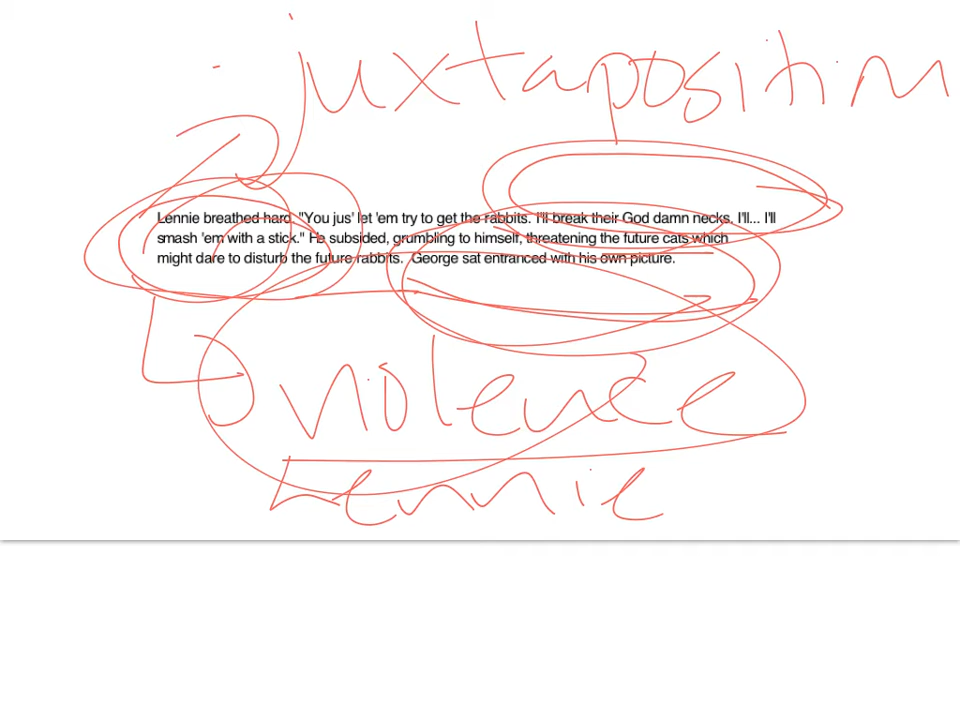 juxtaposition
Lennie breathed hard. "You jus' let 'em try to get the rabbits. I'll break their God damn necks. I'll... I'll
smash 'em with a stick." He subsided, grumbling to himself, threatening the future cats which
might dare to disturb the future rabbits. George sat entranced with his own picture.
violence
Lennie